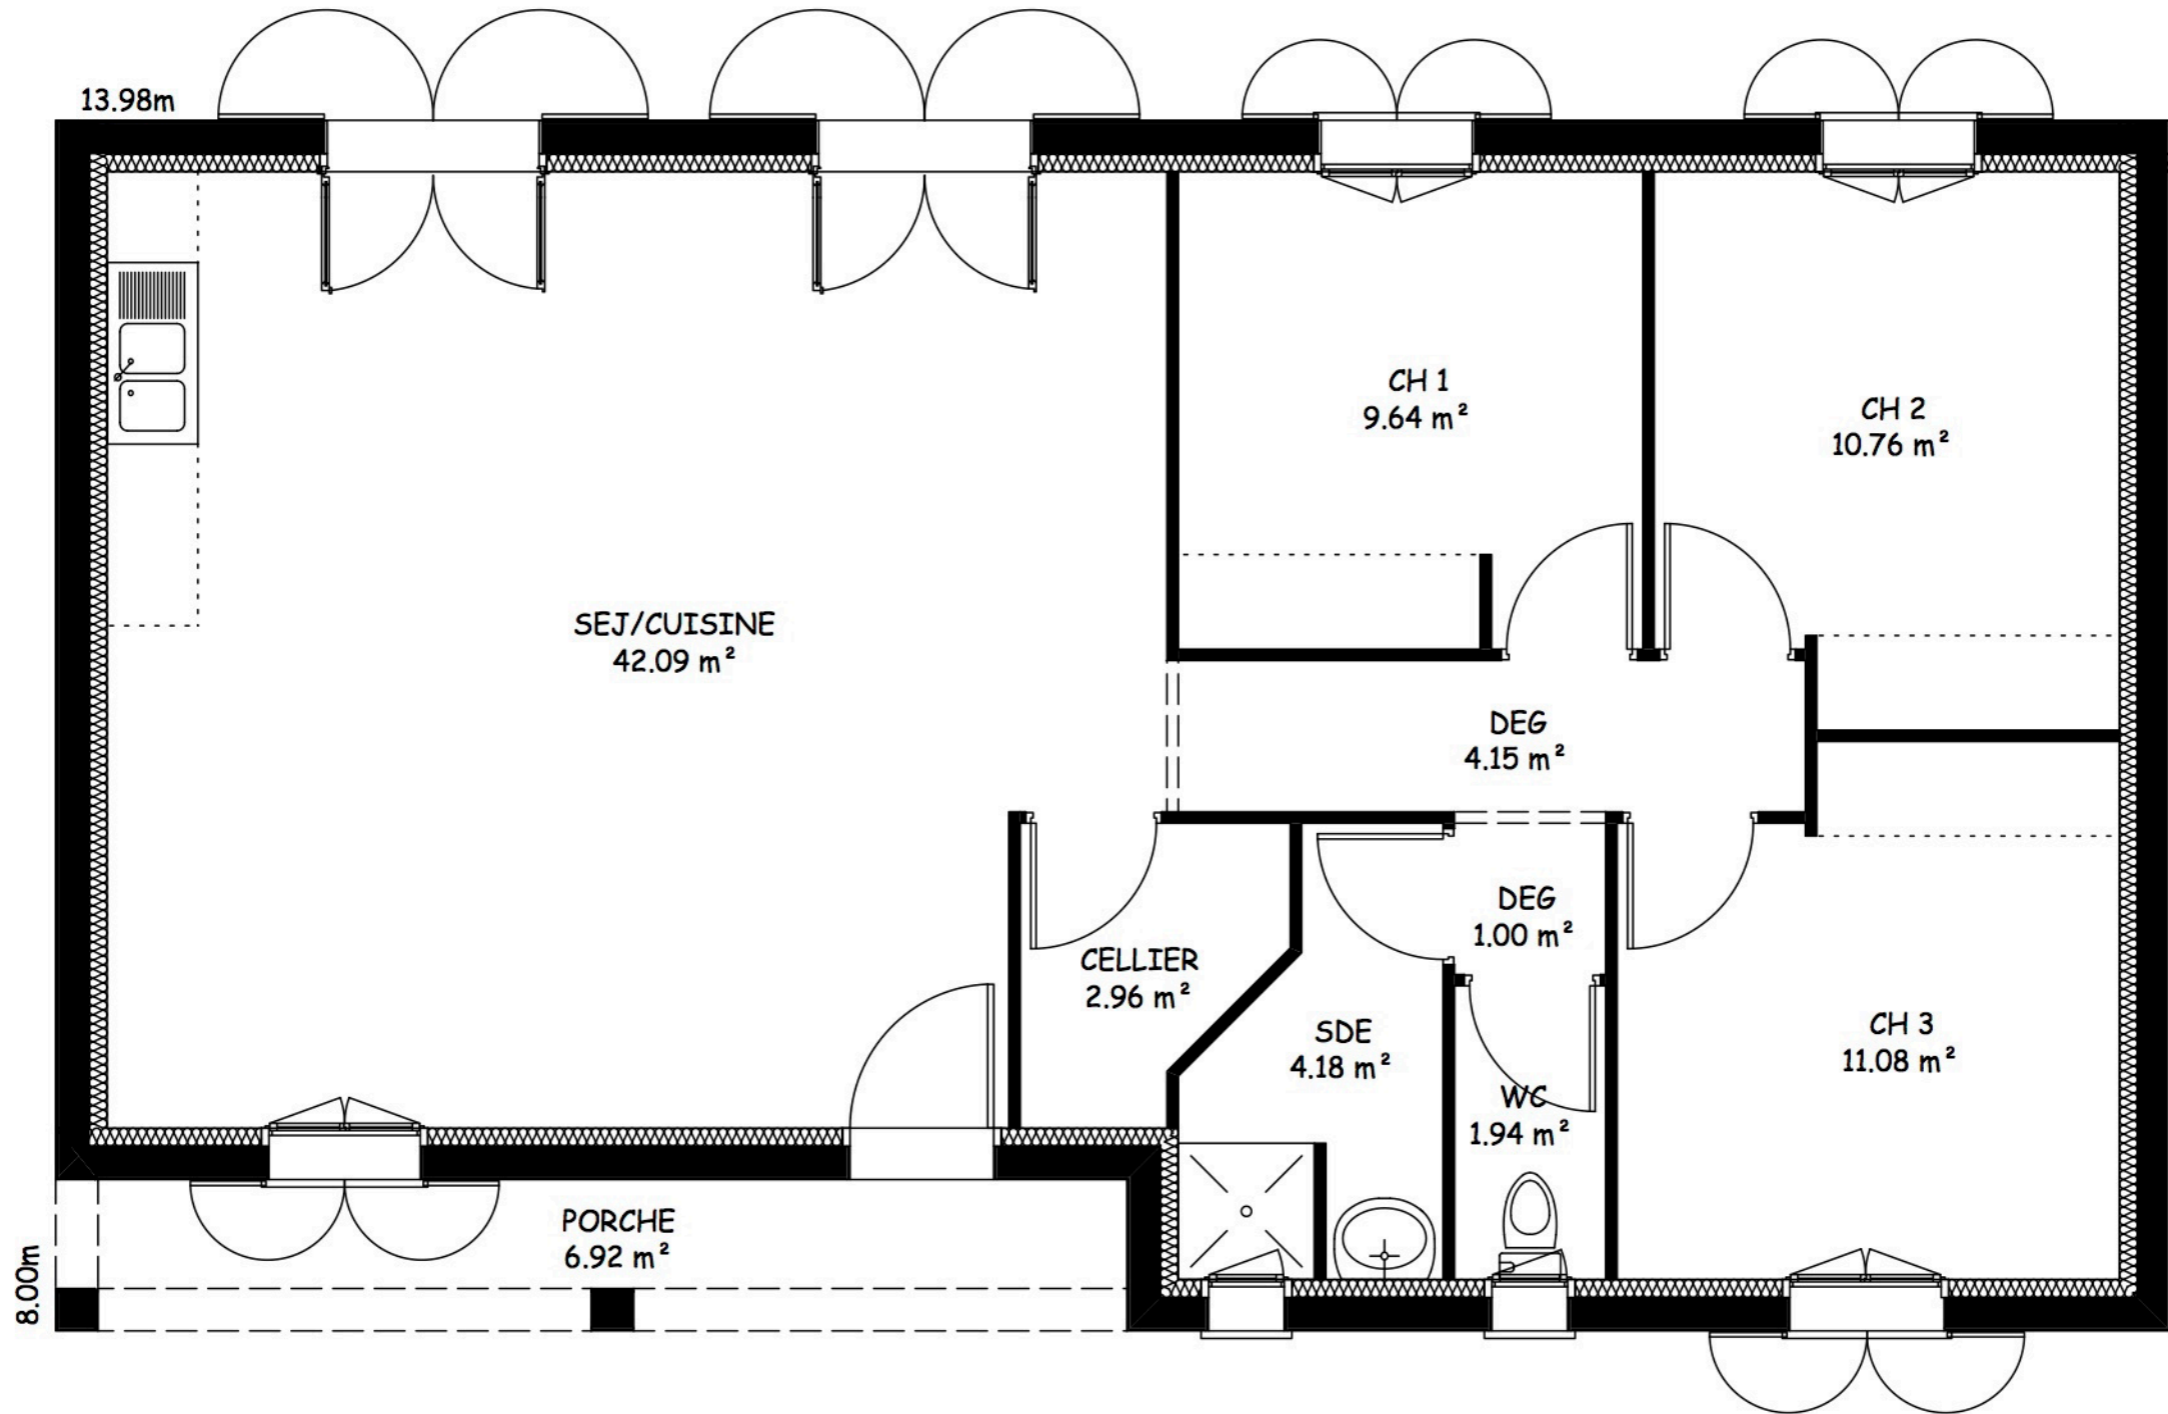 13.98m
CH 1
9.64 m²
CH 2
10.76 m²
SEJ/CUISINE
42.09 m²
DEG
4.15 m²
DEG
1.00 m²
CELLIER
2.96 m²
SDE
4.18 m²
CH 3
11.08 m²
WC
1.94 m²
PORCHE
6.92 m²
8.00m